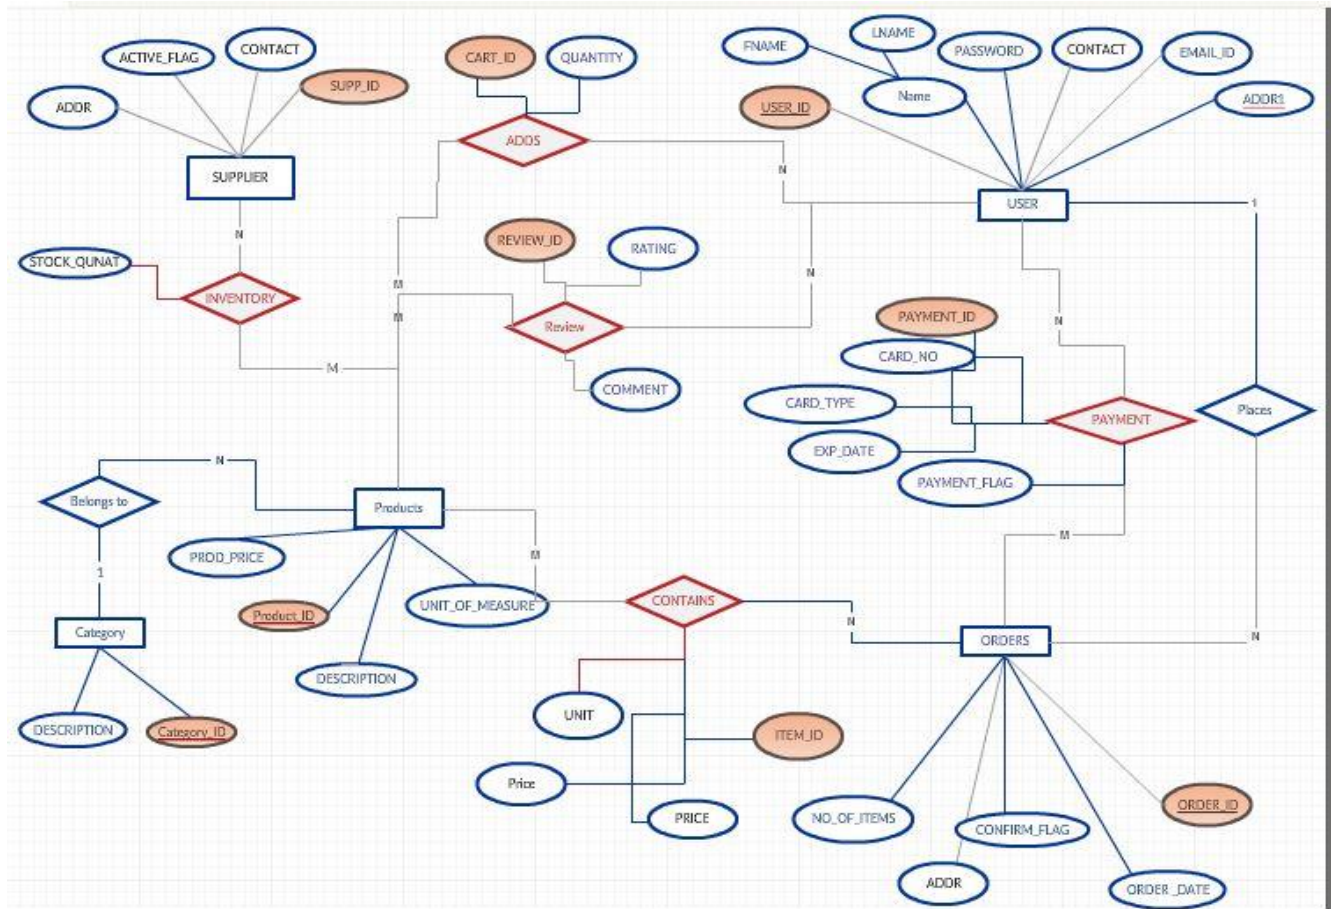 LNAME
FNAME
CONTACT
CART_ID
QUANTITY
PASSWORD
CONTACT
EMAIL_ID
ACTIVE_FLAG
SUPP_ID
Name
ADDR
USER_ID
ADDR1
ADDS
SUPPLIER
N
USER
1
N
REVIEW_ID
RATING
STOCK_QUNAT
N
M
INVENTORY
M
Review
PAYMENT_ID
N
CARD_NO
M
COMMENT
CARD_TYPE
PAYMENT
Places
EXP_DATE
N
PAYMENT_FLAG
Belongs to
Products
M
PROD_PRICE
M
1
CONTAINS
UNIT_OF_MEASURE
Product_ID
N
Category
ORDERS
N
DESCRIPTION
UNIT
DESCRIPTION
Category_ID
ITEM_ID
Price
ORDER_ID
PRICE
NO_OF_ITEMS
CONFIRM_FLAG
ADDR
ORDER_DATE